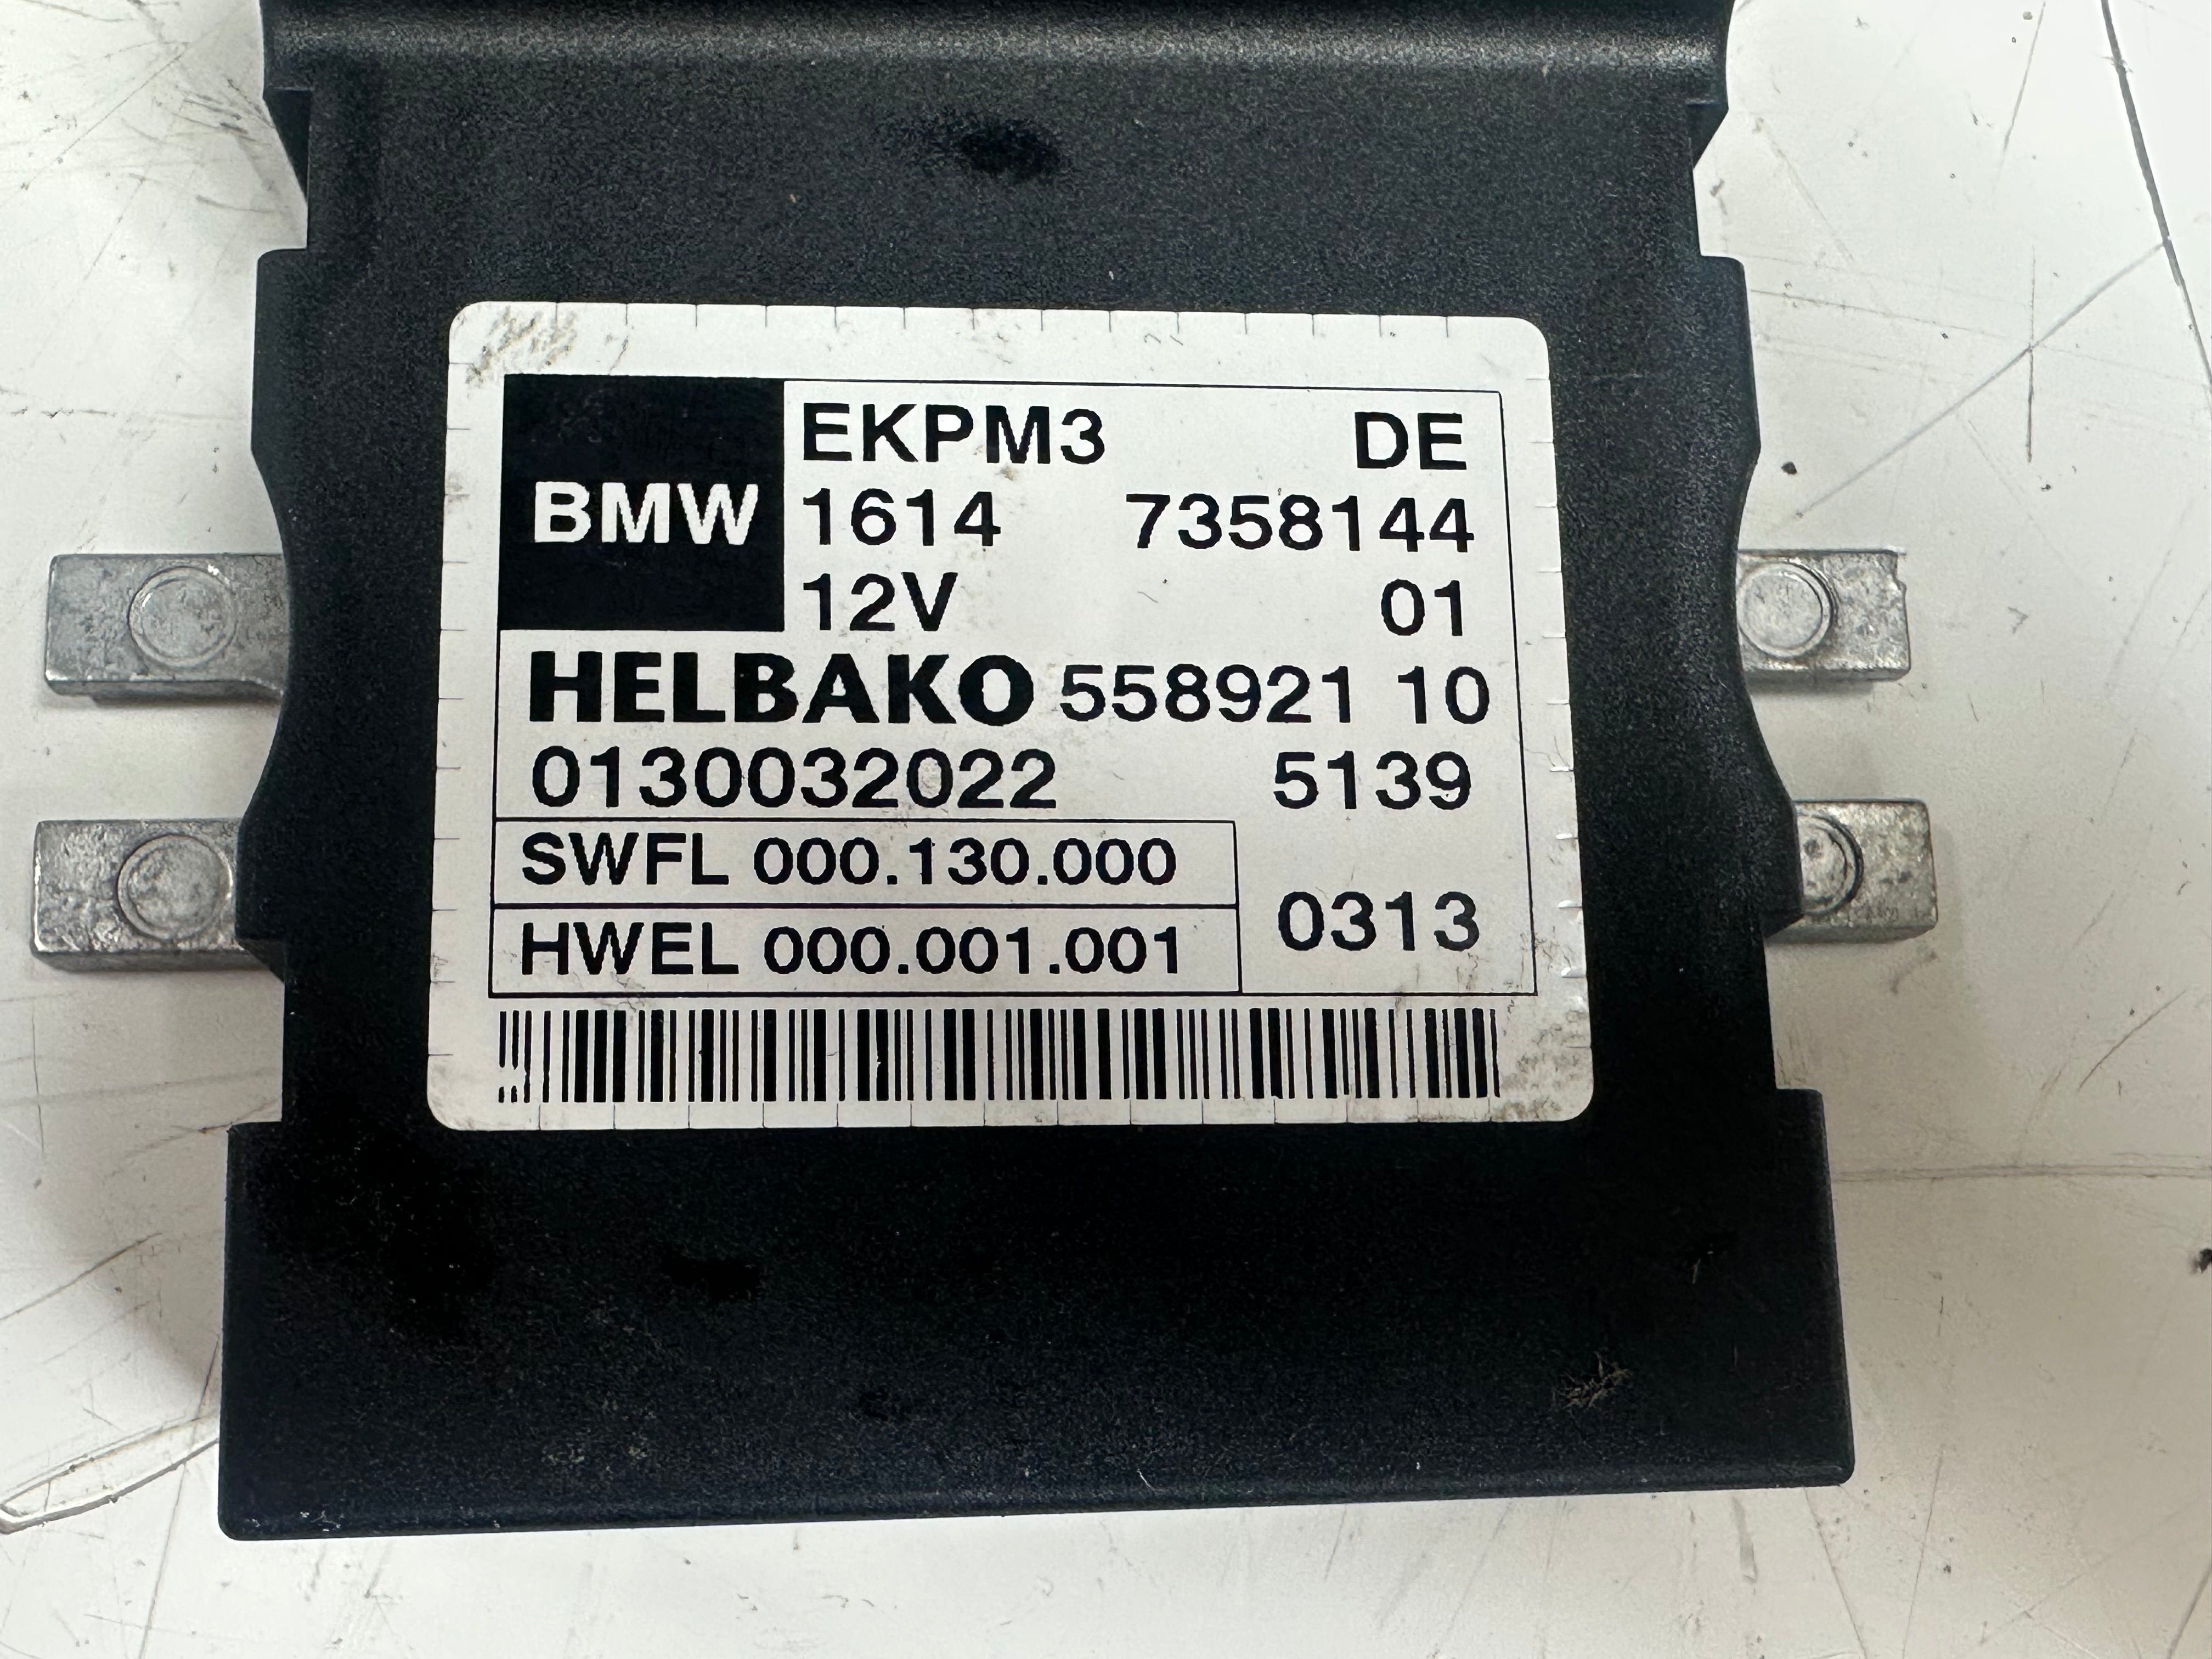 BMW
EKPM3 DE
1614 7358144
12V 01
HELBAKO 558921 10
0130032022 5139
SWFL 000.130.000
HWEL 000.001.001
0313